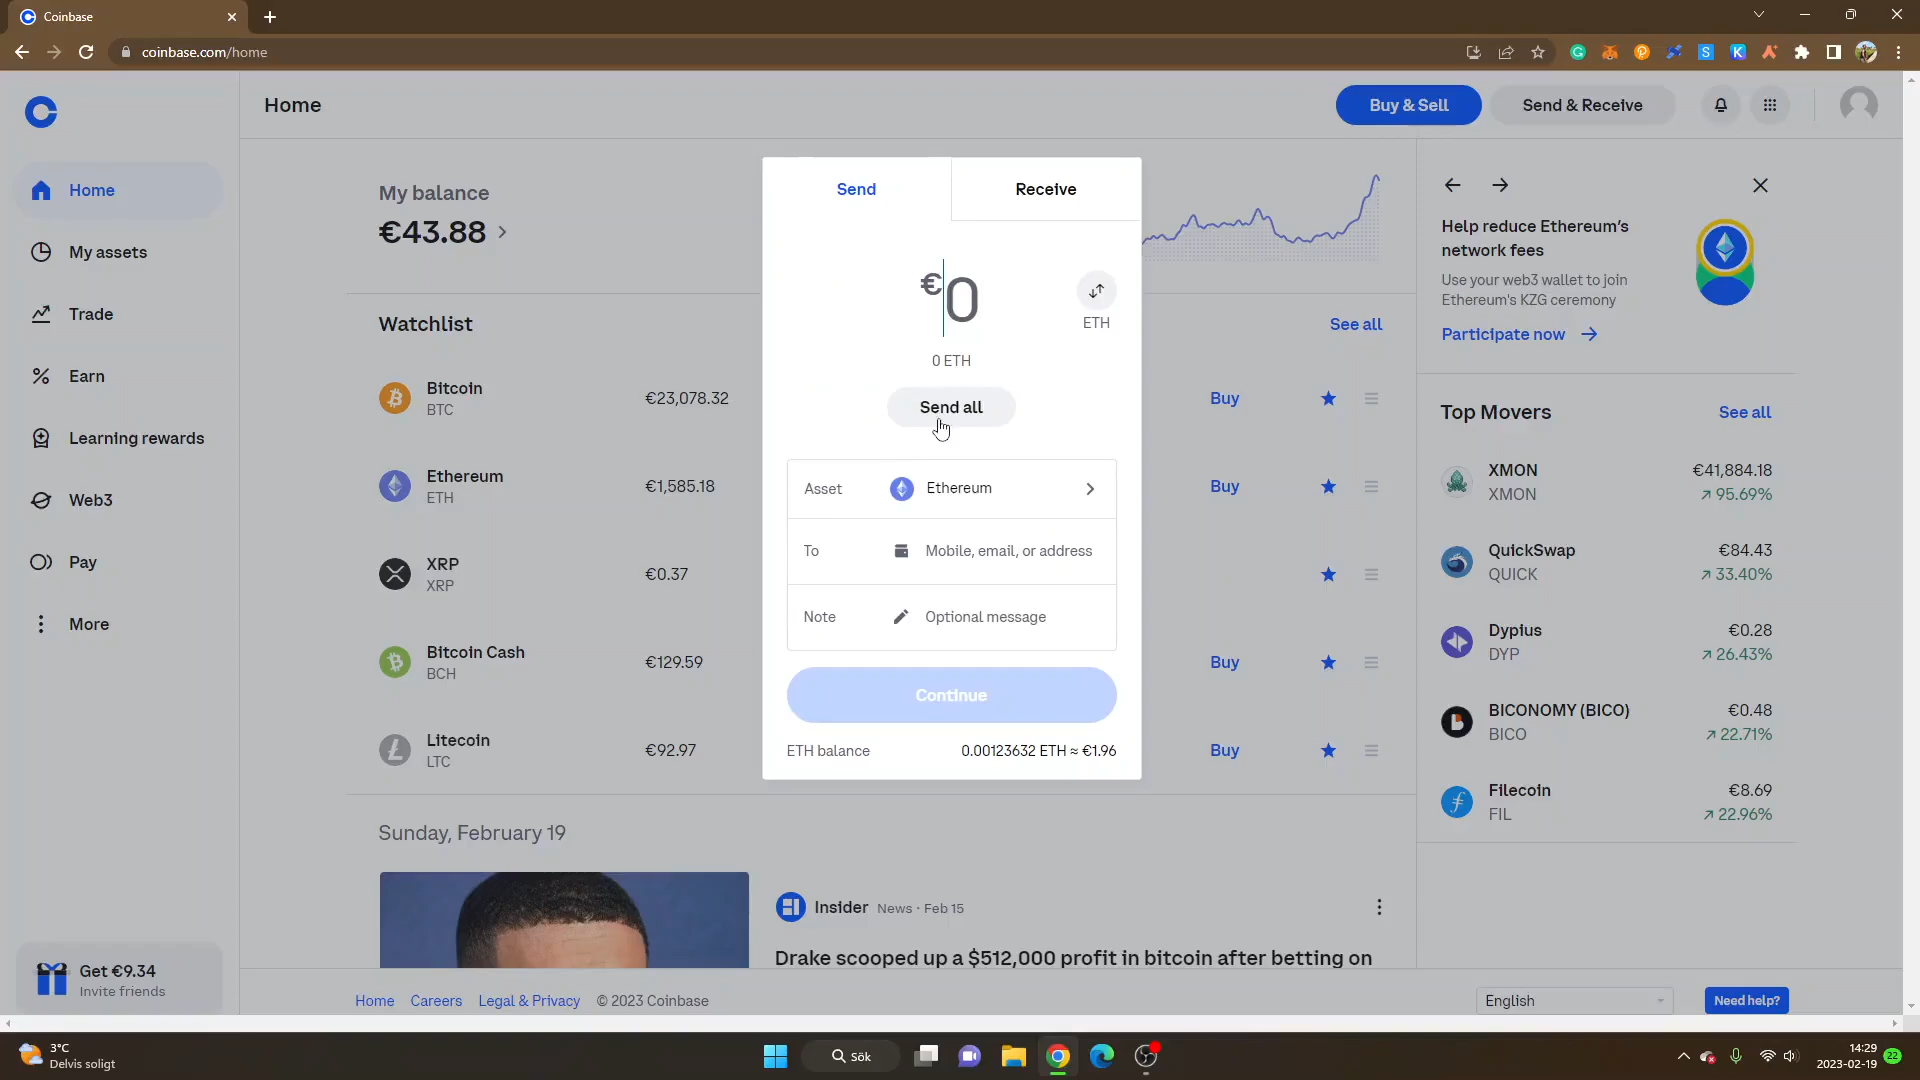 Coinbase
coinbase.com/home
Home
Buy & Sell
Send & Receive
Home
My assets
Trade
Earn
Learning rewards
Web3
Pay
More
Get €9.34
Invite friends
My balance
€43.88
Watchlist
See all
Bitcoin
BTC
€23,078.32
Buy
Ethereum
ETH
€1,585.18
Buy
XRP
XRP
€0.37
Bitcoin Cash
BCH
€129.59
Buy
Litecoin
LTC
€92.97
Buy
Sunday, February 19
Insider News · Feb 15
Drake scooped up a $512,000 profit in bitcoin after betting on
Send
Receive
€0
ETH
0 ETH
Send all
Asset Ethereum
To Mobile, email, or address
Note Optional message
Continue
ETH balance 0.00123632 ETH ≈ €1.96
Help reduce Ethereum's
network fees
Use your web3 wallet to join
Ethereum's KZG ceremony
Participate now
Top Movers
See all
XMON
XMON
€41,884.18
↗ 95.69%
QuickSwap
QUICK
€84.43
↗ 33.40%
Dypius
DYP
€0.28
↗ 26.43%
BICONOMY (BICO)
BICO
€0.48
↗ 22.71%
Filecoin
FIL
€8.69
↗ 22.96%
Home Careers Legal & Privacy © 2023 Coinbase
English
Need help?
3°C
Delvis soligt
Sök
14:29
2023-02-19
22